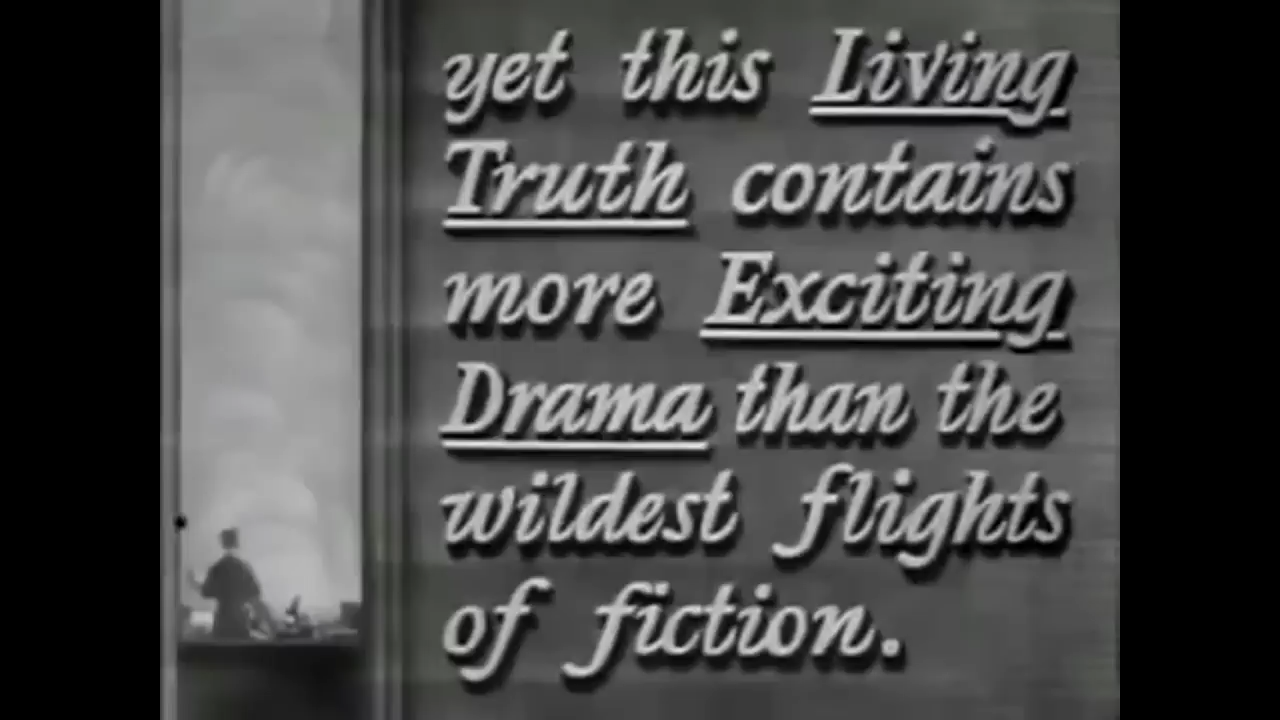 yet this Living
Truth contains
more Exciting
Drama than the
wildest flights
of fiction.